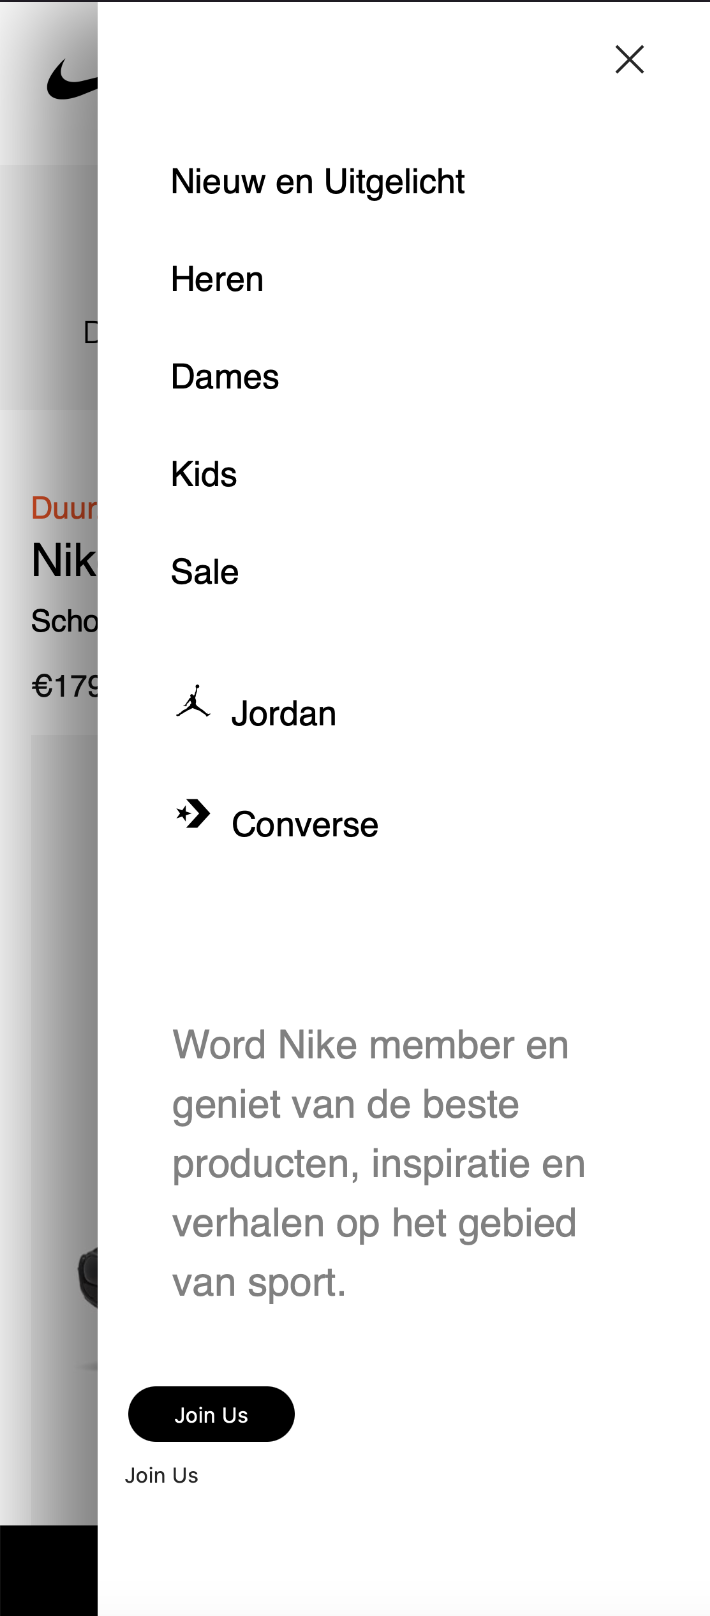 Nieuw en Uitgelicht
Heren
Dames
Kids
Sale
Jordan
Converse
Word Nike member en
geniet van de beste
producten, inspiratie en
verhalen op het gebied
van sport.
Join Us
Join Us
D
Duur
Nik
Scho
€179